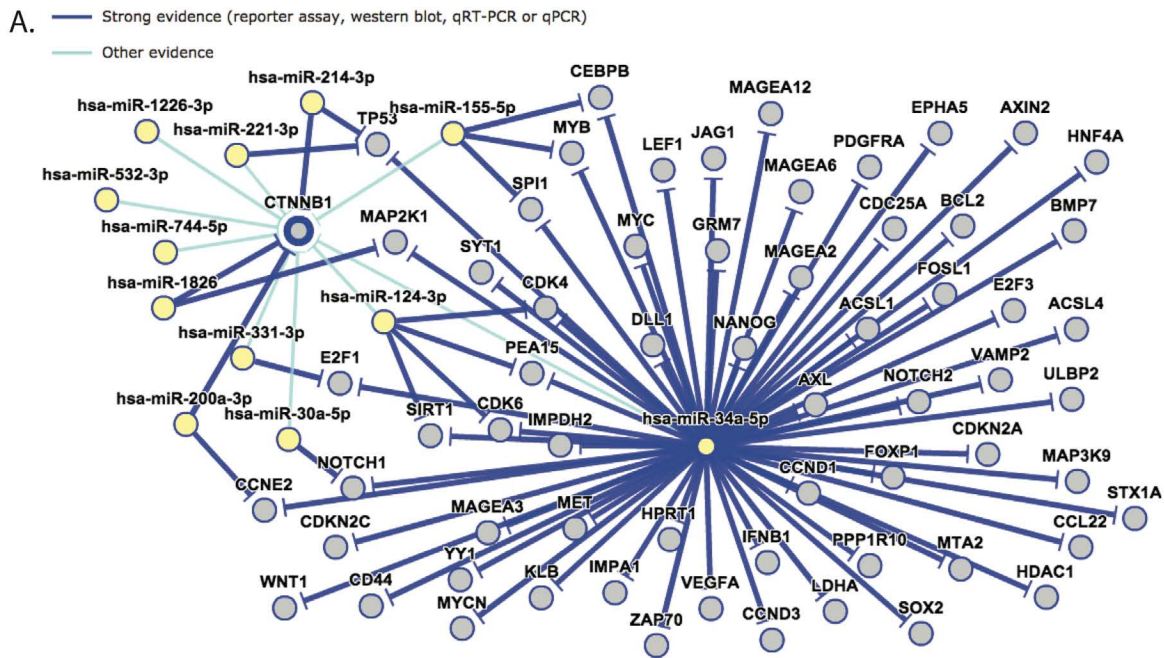 A.
Strong evidence (reporter assay, western blot, qRT-PCR or qPCR)
Other evidence
hsa-miR-214-3p
CEBPB
MAGEA12
hsa-miR-1226-3p
hsa-miR-155-5p
EPHA5
AXIN2
TP53
hsa-miR-221-3p
MYB
JAG1
PDGFRA
HNF4A
LEF1
MAGEA6
hsa-miR-532-3p
SPI1
CTNNB1
CDC25A
BCL2
BMP7
MAP2K1
MYC
GRM7
hsa-miR-744-5p
SYT1
MAGEA2
FOSL1
hsa-miR-1826
CDK4
E2F3
hsa-miR-124-3p
ACSL1
ACSL4
DLL1
NANOG
hsa-miR-331-3p
PEA15
VAMP2
E2F1
AXL
NOTCH2
ULBP2
hsa-miR-200a-3p
hsa-miR-30a-5p
SIRT1
CDK6
IMPDH2
hsa-miR-34a-5p
CDKN2A
NOTCH1
CCND1
FOXP1
MAP3K9
CCNE2
STX1A
MAGEA3
MET
HPRT1
CDKN2C
IFNB1
PPP1R10
MTA2
CCL22
YY1
WNT1
CD44
KLB
IMPA1
VEGFA
LDHA
HDAC1
MYCN
ZAP70
CCND3
SOX2